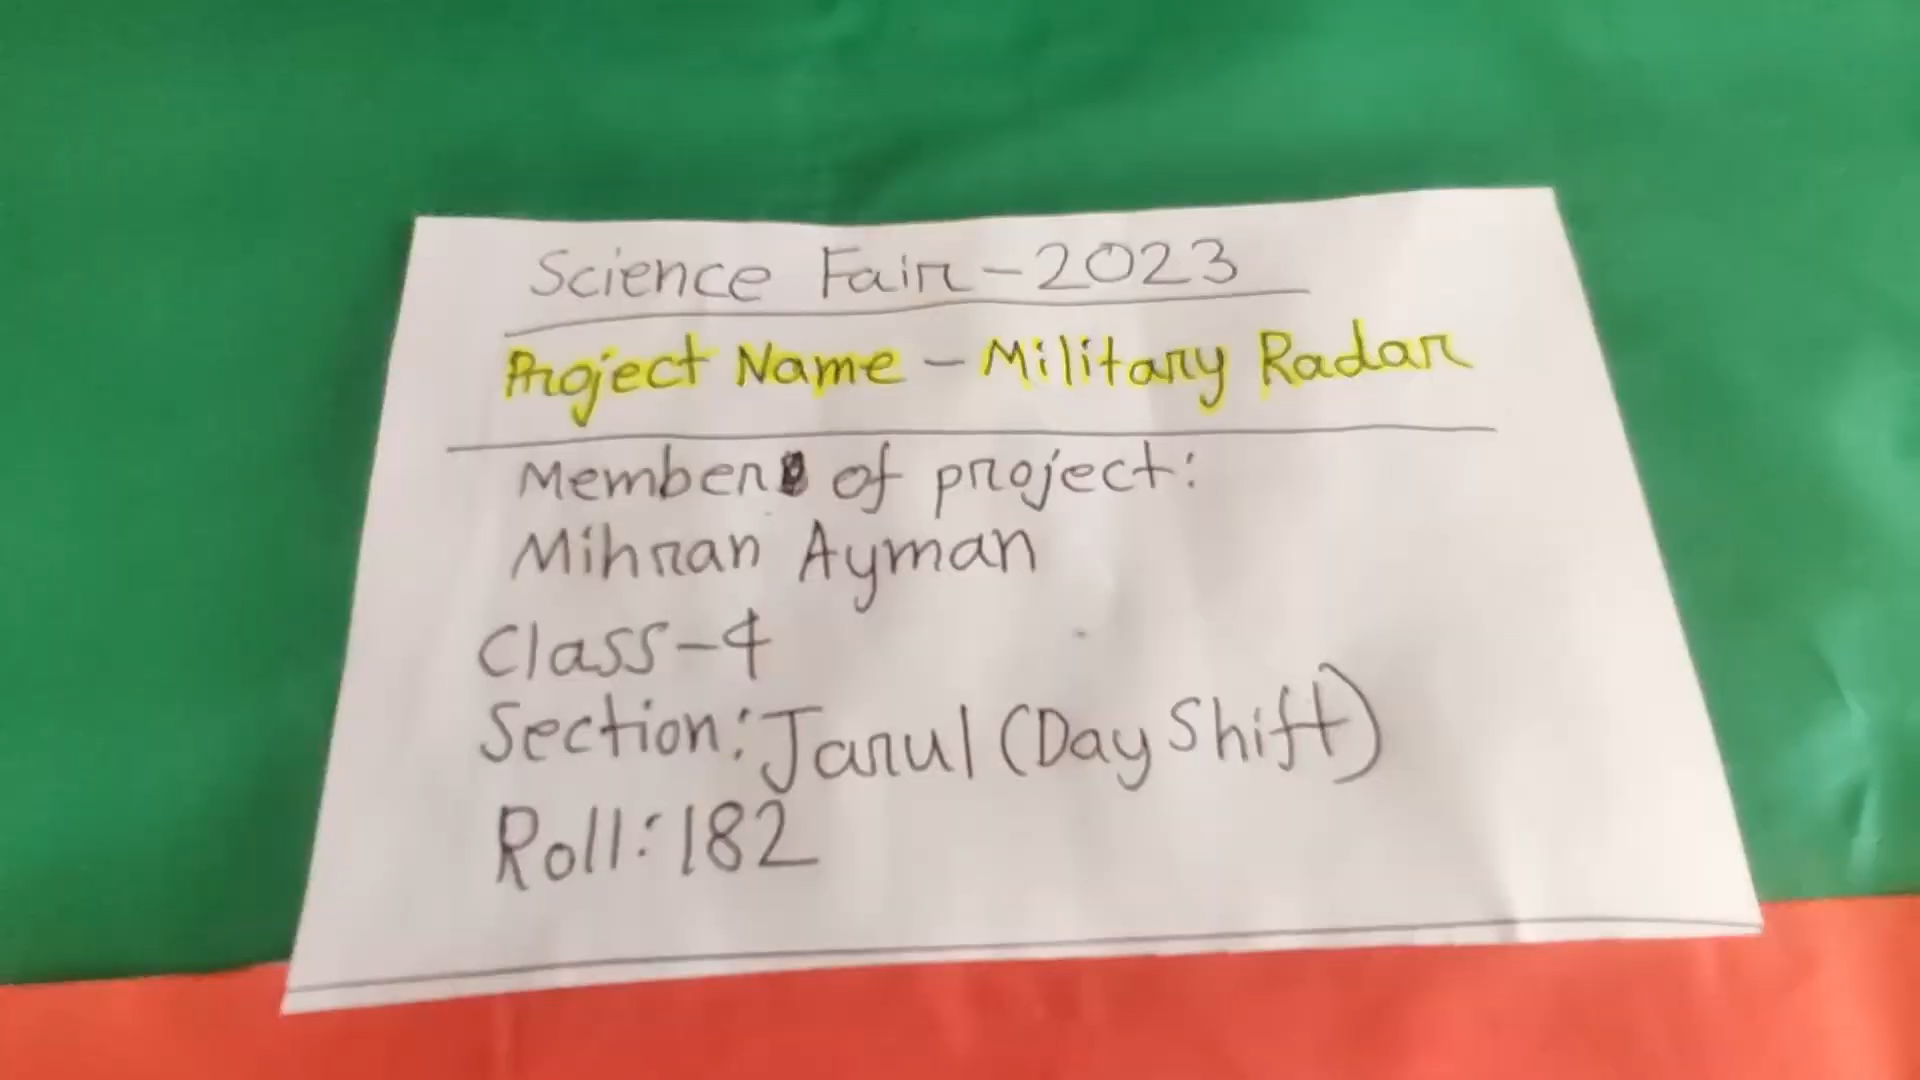 Science Fair-2023
Project Name - Military Radar
Member of project:
Mihran Ayman
Class-4
Section: Jarul (Day Shift)
Roll: 182